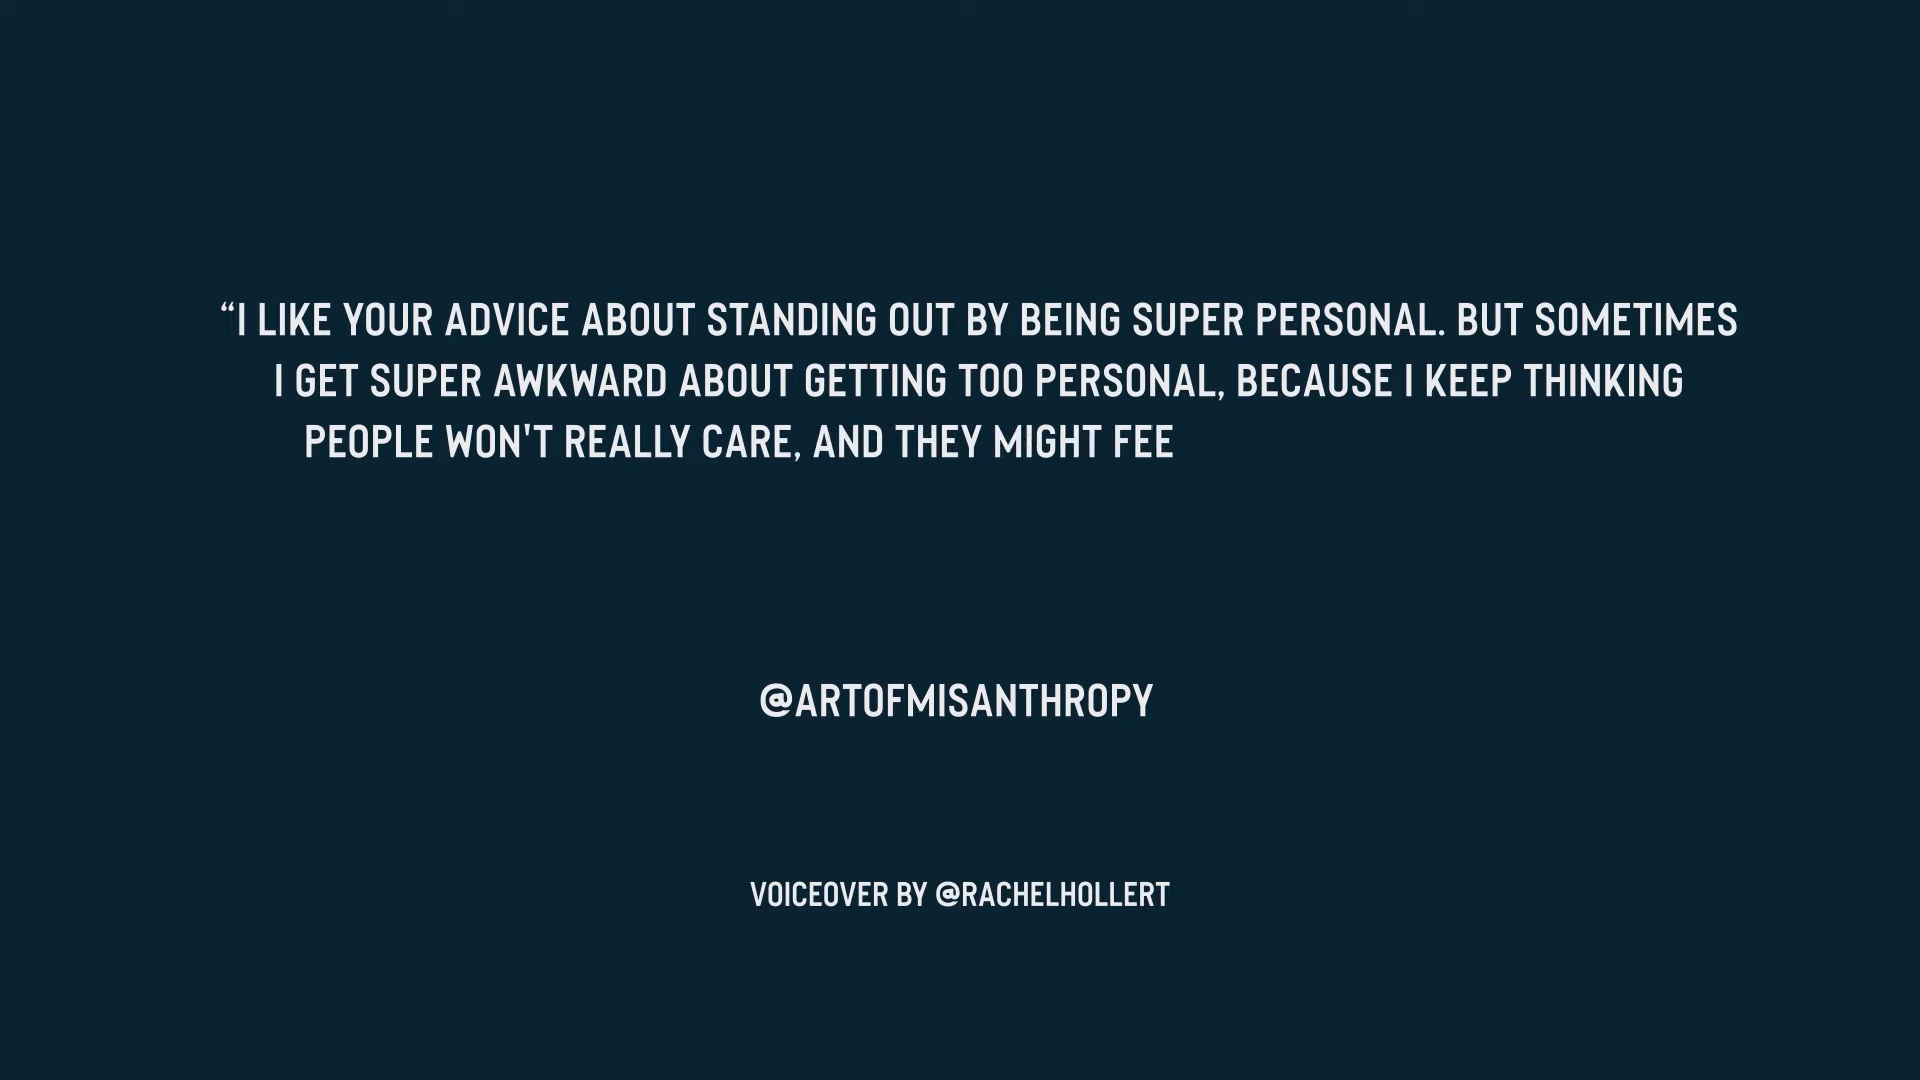 “I LIKE YOUR ADVICE ABOUT STANDING OUT BY BEING SUPER PERSONAL. BUT SOMETIMES
I GET SUPER AWKWARD ABOUT GETTING TOO PERSONAL, BECAUSE I KEEP THINKING
PEOPLE WON'T REALLY CARE, AND THEY MIGHT FEE
@ARTOFMISANTHROPY
VOICEOVER BY @RACHELHOLLERT